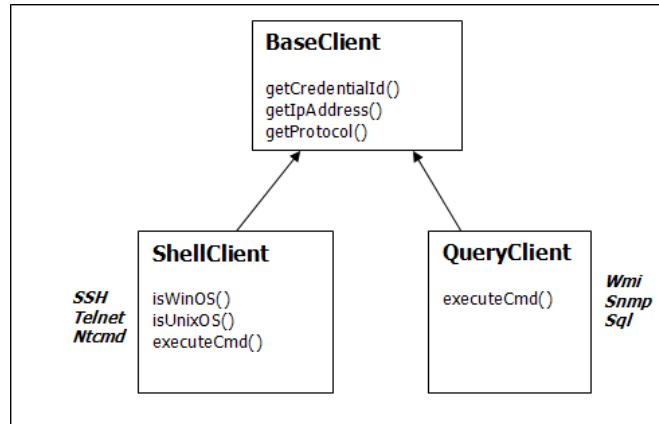 BaseClient
getCredentialId()
getIpAddress()
getProtocol()
ShellClient
isWinOS()
isUnixOS()
executeCmd()
SSH
Telnet
Ntcmd
QueryClient
executeCmd()
Wmi
Snmp
Sql